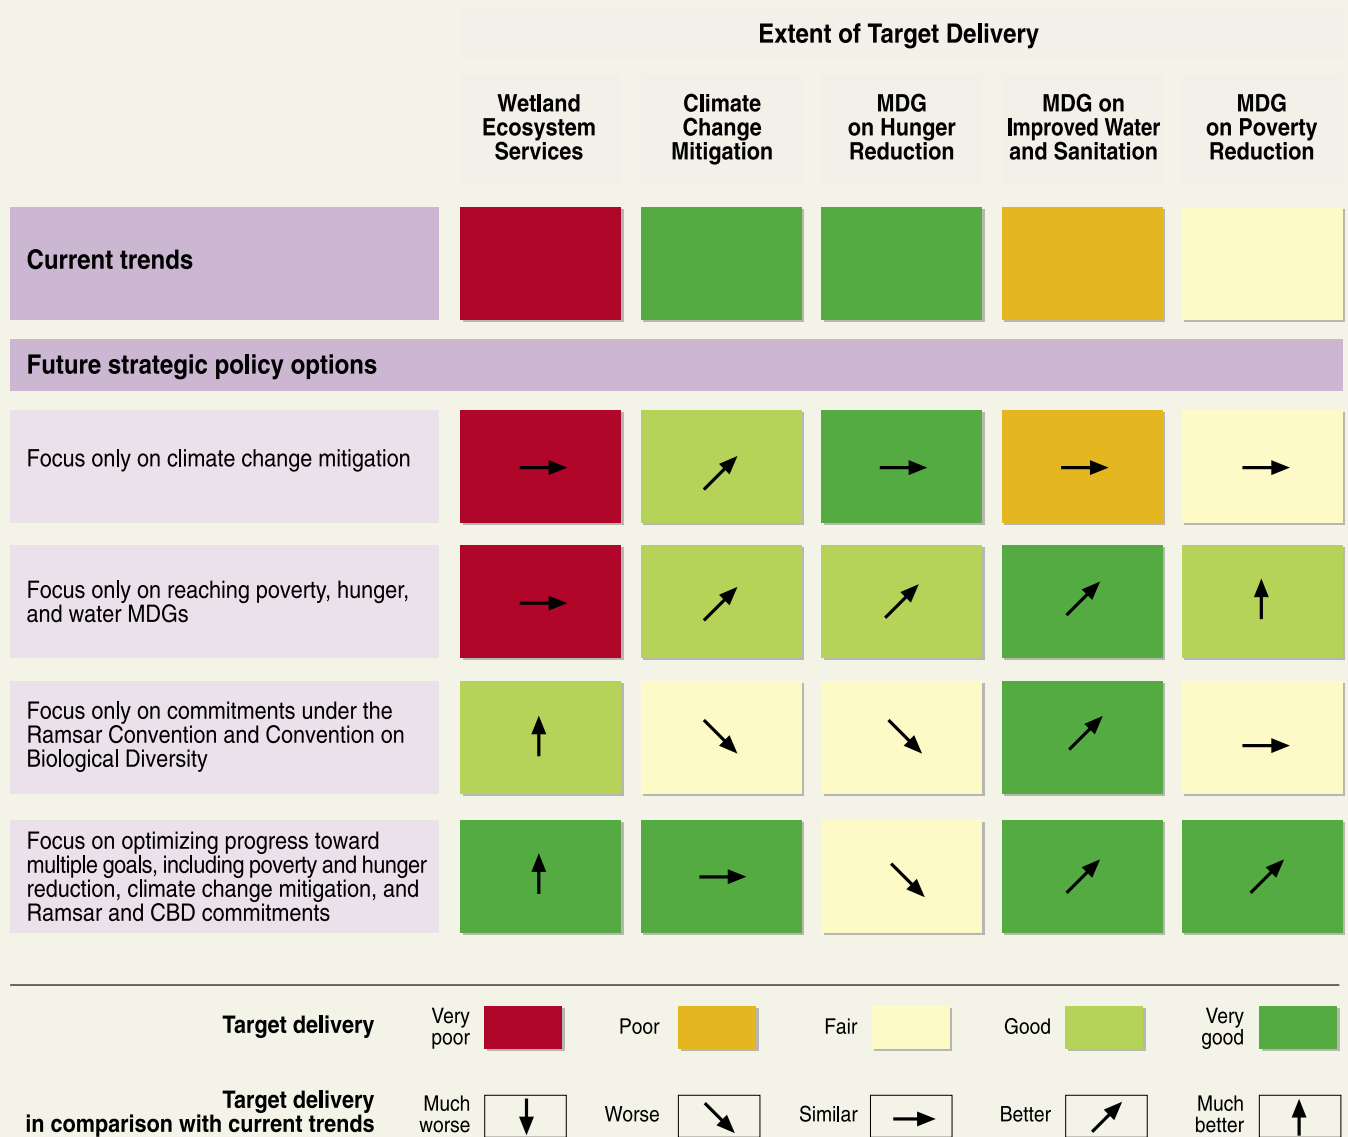 Extent of Target Delivery
Wetland
Ecosystem
Services
Climate
Change
Mitigation
MDG
on Hunger
Reduction
MDG on
Improved Water
and Sanitation
MDG
on Poverty
Reduction
Current trends
Future strategic policy options
Focus only on climate change mitigation
Focus only on reaching poverty, hunger,
and water MDGs
Focus only on commitments under the
Ramsar Convention and Convention on
Biological Diversity
Focus on optimizing progress toward
multiple goals, including poverty and hunger
reduction, climate change mitigation, and
Ramsar and CBD commitments
Target delivery
Very
poor
Poor
Fair
Good
Very
good
Target delivery
in comparison with current trends
Much
worse
Worse
Similar
Better
Much
better